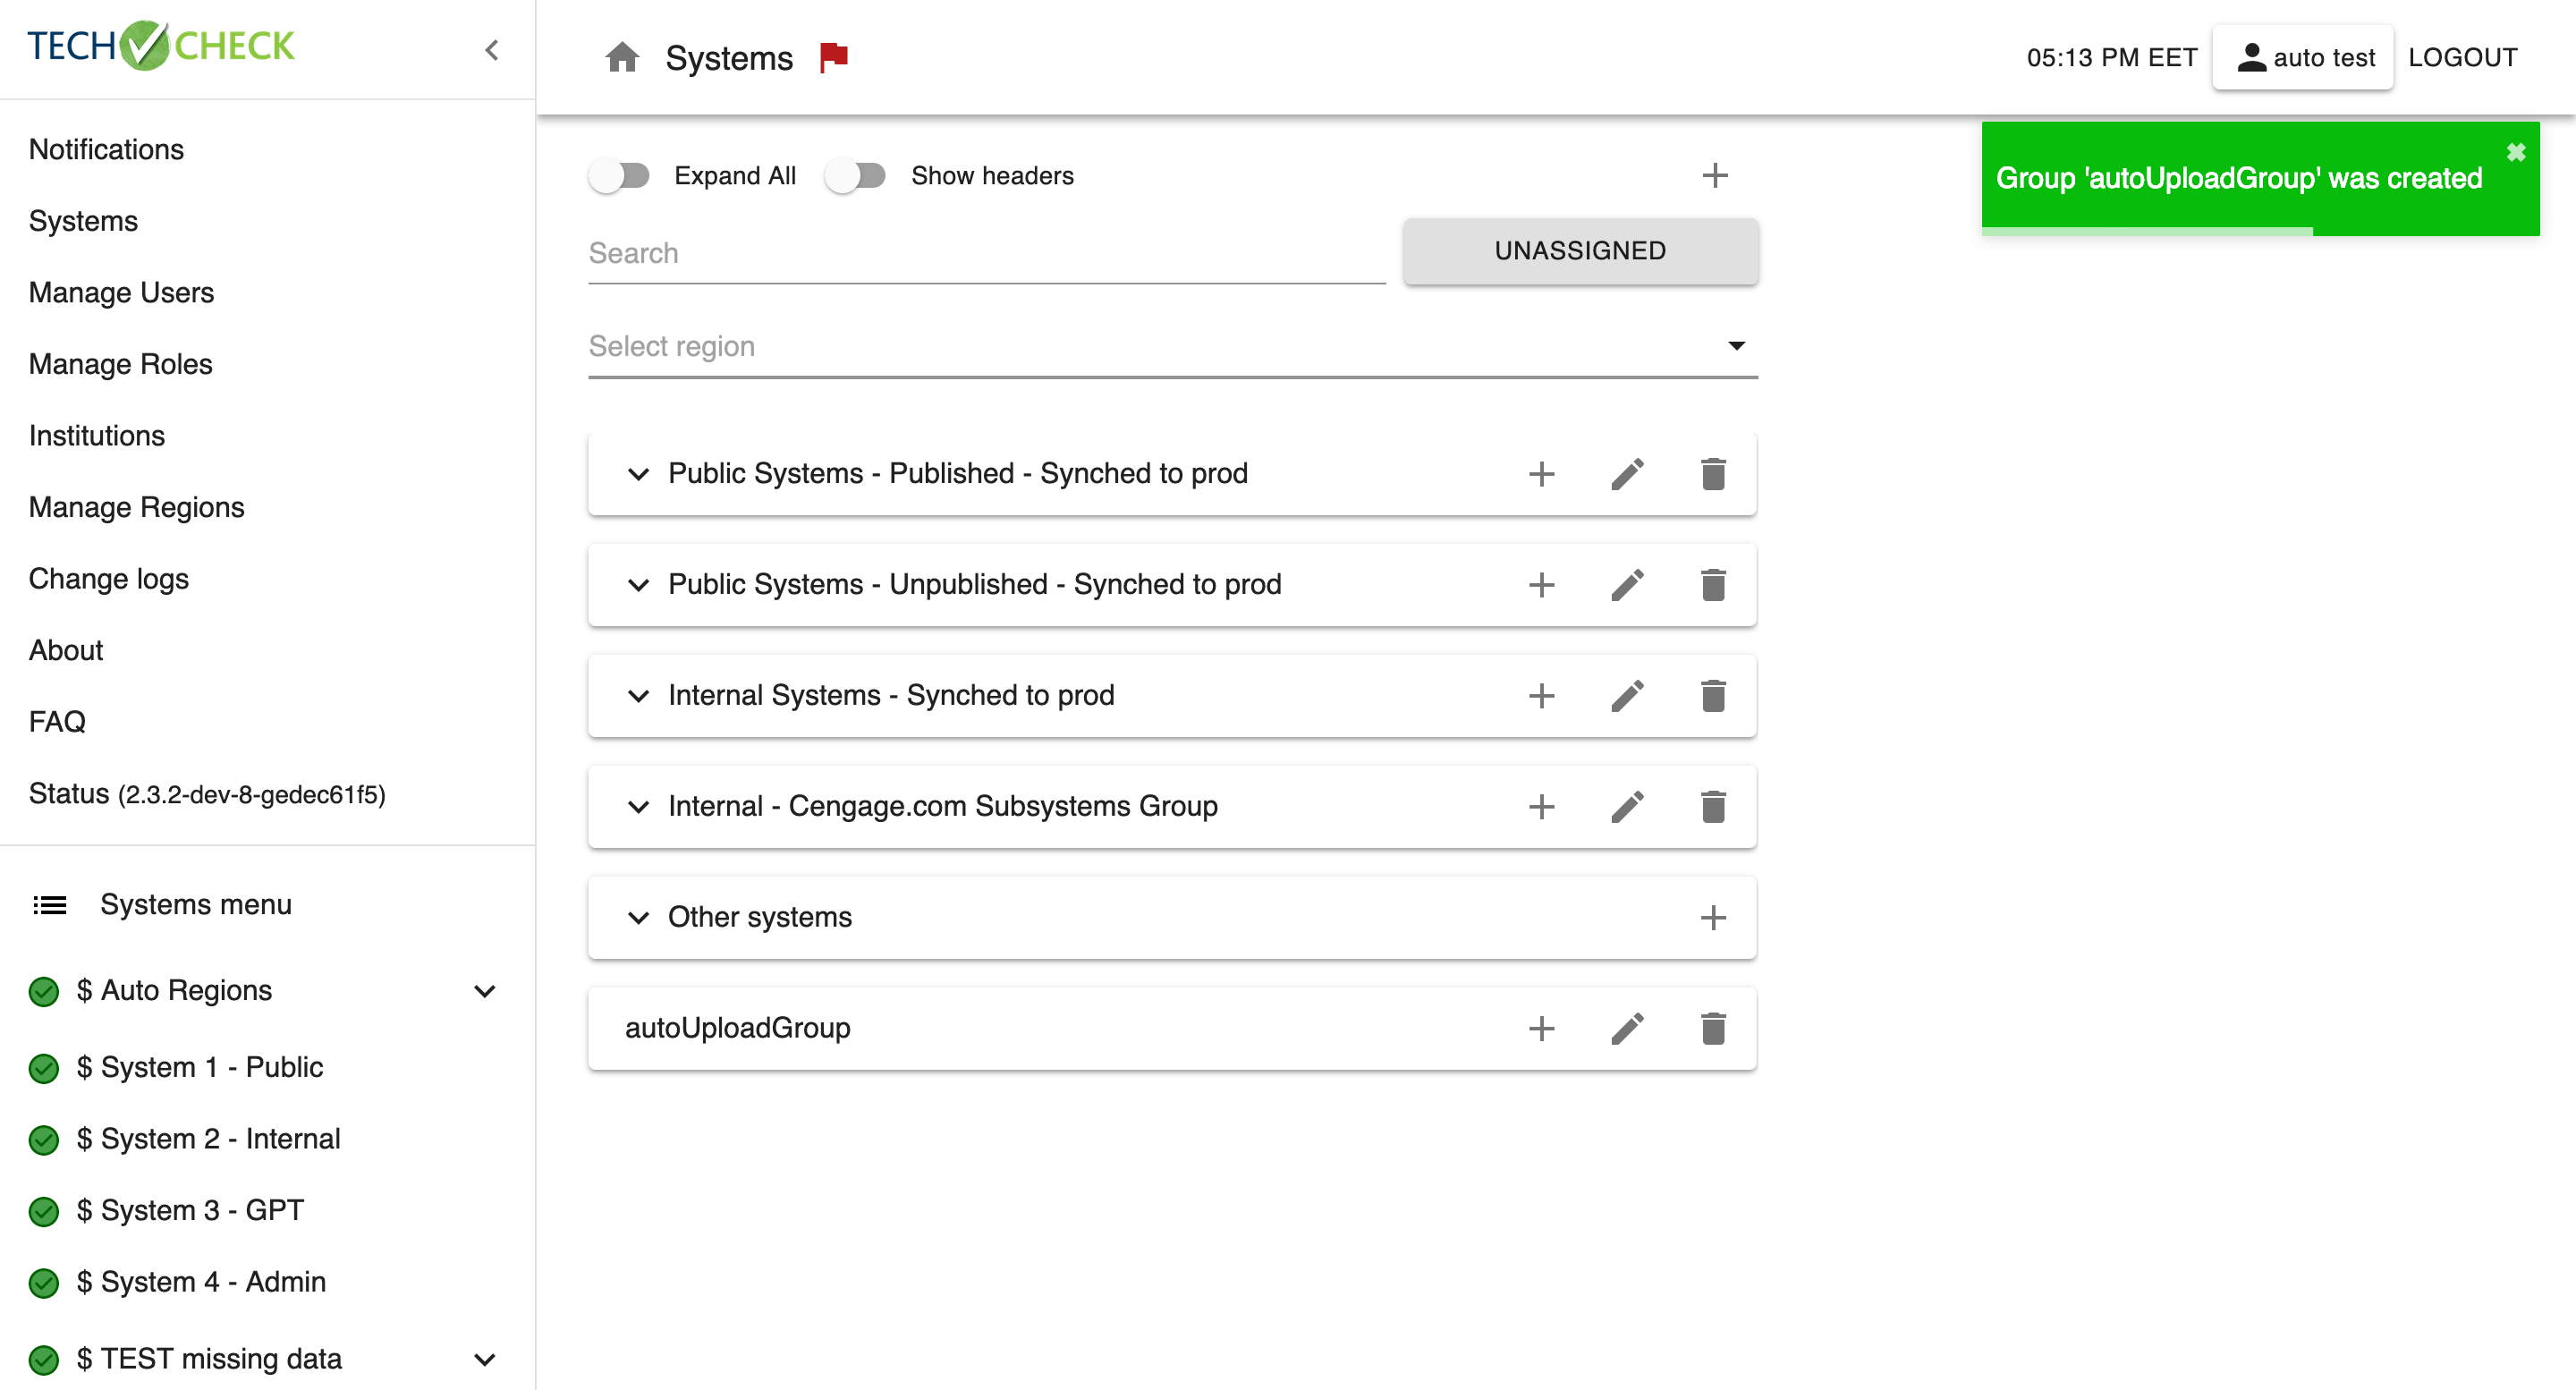 TECH CHECK
Notifications
Systems
Manage Users
Manage Roles
Institutions
Manage Regions
Change logs
About
FAQ
Status (2.3.2-dev-8-gedec61f5)
Systems menu
$ Auto Regions
$ System 1 - Public
$ System 2 - Internal
$ System 3 - GPT
$ System 4 - Admin
$ TEST missing data
Systems
05:13 PM EET
auto test
LOGOUT
Group 'autoUploadGroup' was created
Expand All
Show headers
Search
UNASSIGNED
Select region
Public Systems - Published - Synched to prod
Public Systems - Unpublished - Synched to prod
Internal Systems - Synched to prod
Internal - Cengage.com Subsystems Group
Other systems
autoUploadGroup